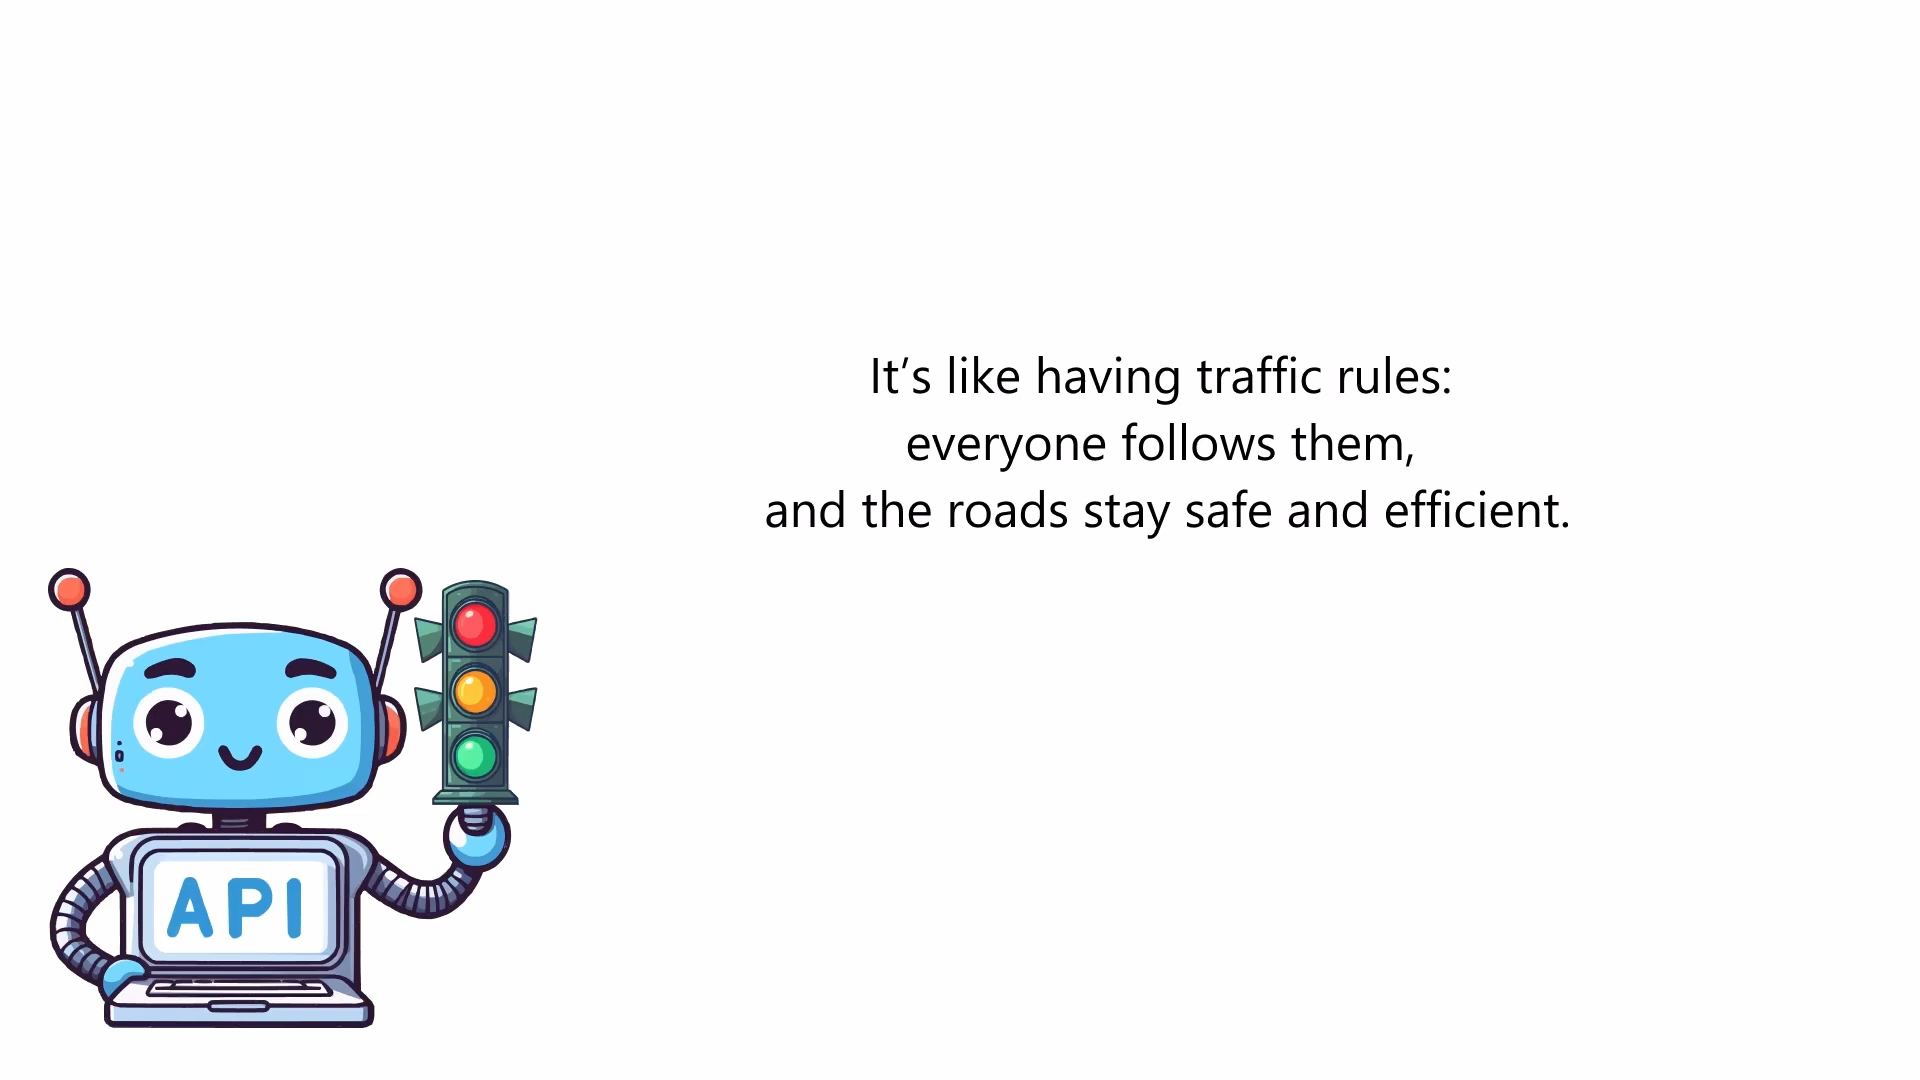 It’s like having traffic rules:
everyone follows them,
and the roads stay safe and efficient.
API